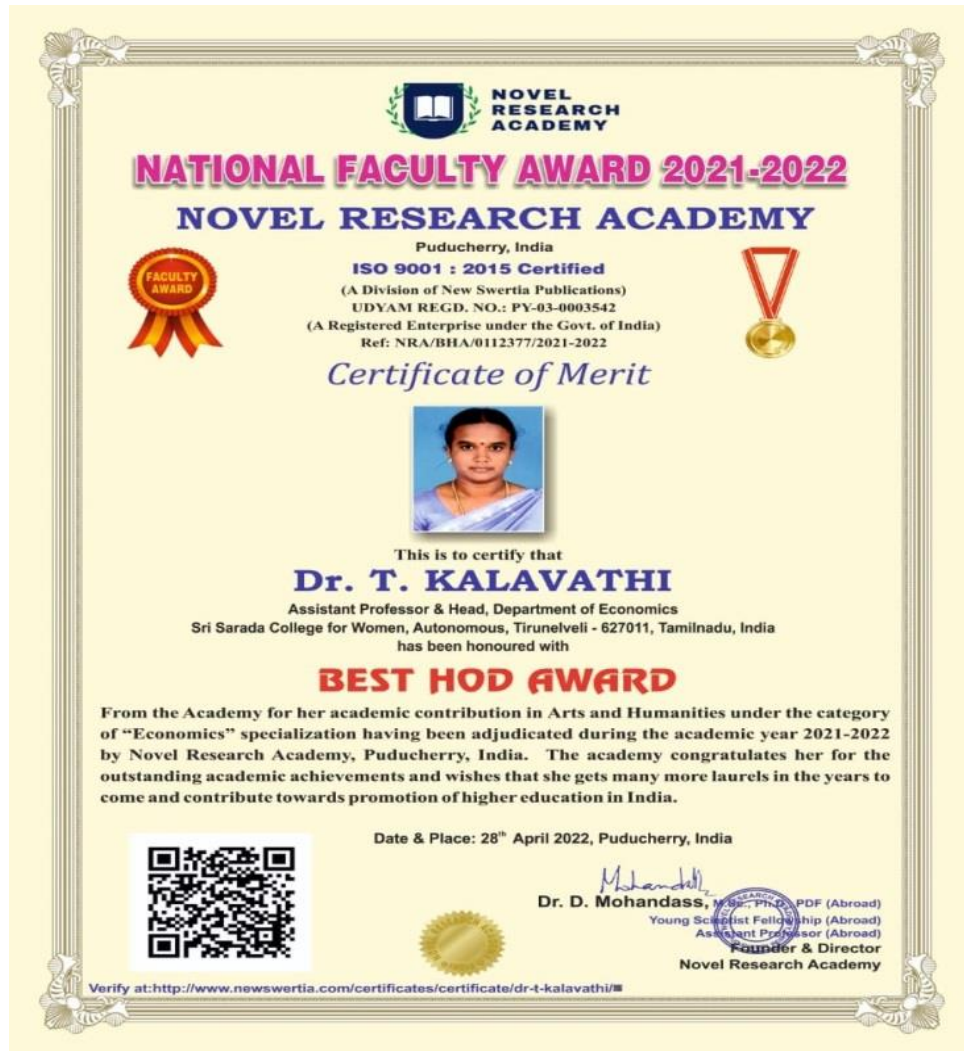 NOVEL
RESEARCH
ACADEMY
NATIONAL FACULTY AWARD 2021-2022
NOVEL RESEARCH ACADEMY
Puducherry, India
FACULTY
AWARD
ISO 9001 : 2015 Certified
(A Division of New Swertia Publications)
UDYAM REGD. NO.: PY-03-0003542
(A Registered Enterprise under the Govt. of India)
Ref: NRA/BHA/0112377/2021-2022
Certificate of Merit
This is to certify that
Dr. T. KALAVATHI
Assistant Professor & Head, Department of Economics
Sri Sarada College for Women, Autonomous, Tirunelveli - 627011, Tamilnadu, India
has been honoured with
BEST HOD AWARD
From the Academy for her academic contribution in Arts and Humanities under the category
of “Economics” specialization having been adjudicated during the academic year 2021-2022
by Novel Research Academy, Puducherry, India. The academy congratulates her for the
outstanding academic achievements and wishes that she gets many more laurels in the years to
come and contribute towards promotion of higher education in India.
Date & Place: 28th April 2022, Puducherry, India
Dr. D. Mohandass, M.Sc., Ph.D., PDF (Abroad)
Young Scientist Fellowship (Abroad)
Assistant Professor (Abroad)
Founder & Director
Novel Research Academy
Verify at:http://www.newswertia.com/certificates/certificate/dr-t-kalavathi/